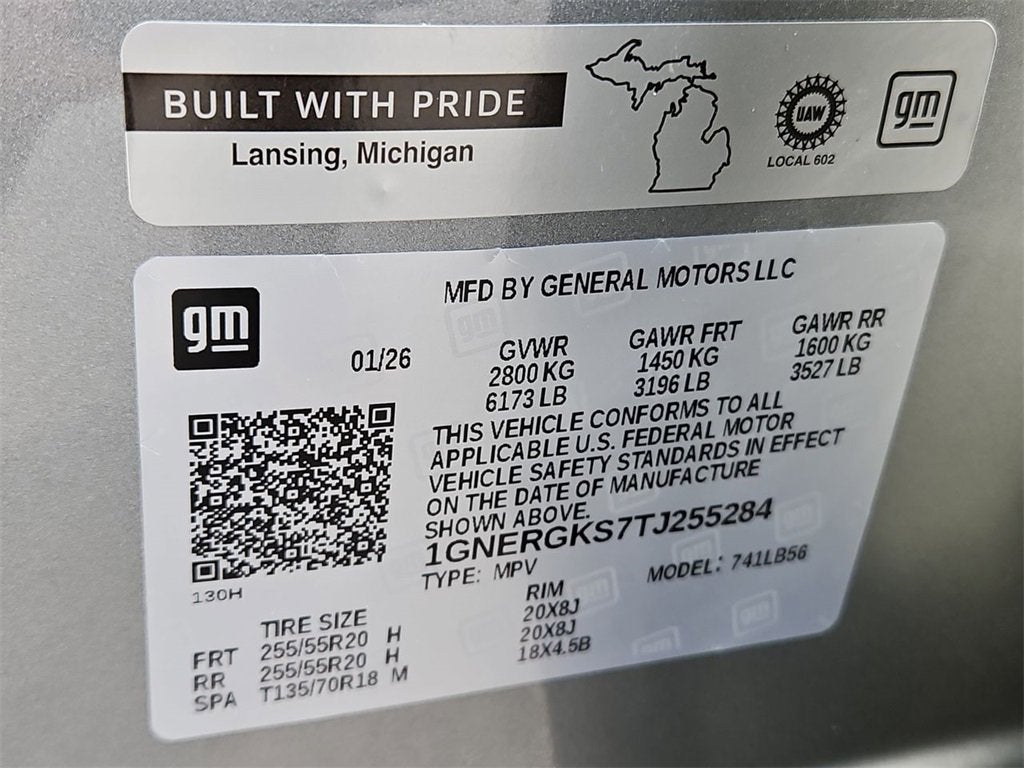 BUILT WITH PRIDE
Lansing, Michigan
UAW
LOCAL 602
gm
gm
MFD BY GENERAL MOTORS LLC
01/26
GVWR
2800 KG
6173 LB
GAWR FRT
1450 KG
3196 LB
GAWR RR
1600 KG
3527 LB
THIS VEHICLE CONFORMS TO ALL
APPLICABLE U.S. FEDERAL MOTOR
VEHICLE SAFETY STANDARDS IN EFFECT
ON THE DATE OF MANUFACTURE
SHOWN ABOVE.
1GNERGKS7TJ255284
TYPE: MPV MODEL: 741LB56
130H
TIRE SIZE RIM
FRT 255/55R20 H 20X8J
RR 255/55R20 H 20X8J
SPA T135/70R18 M 18X4.5B